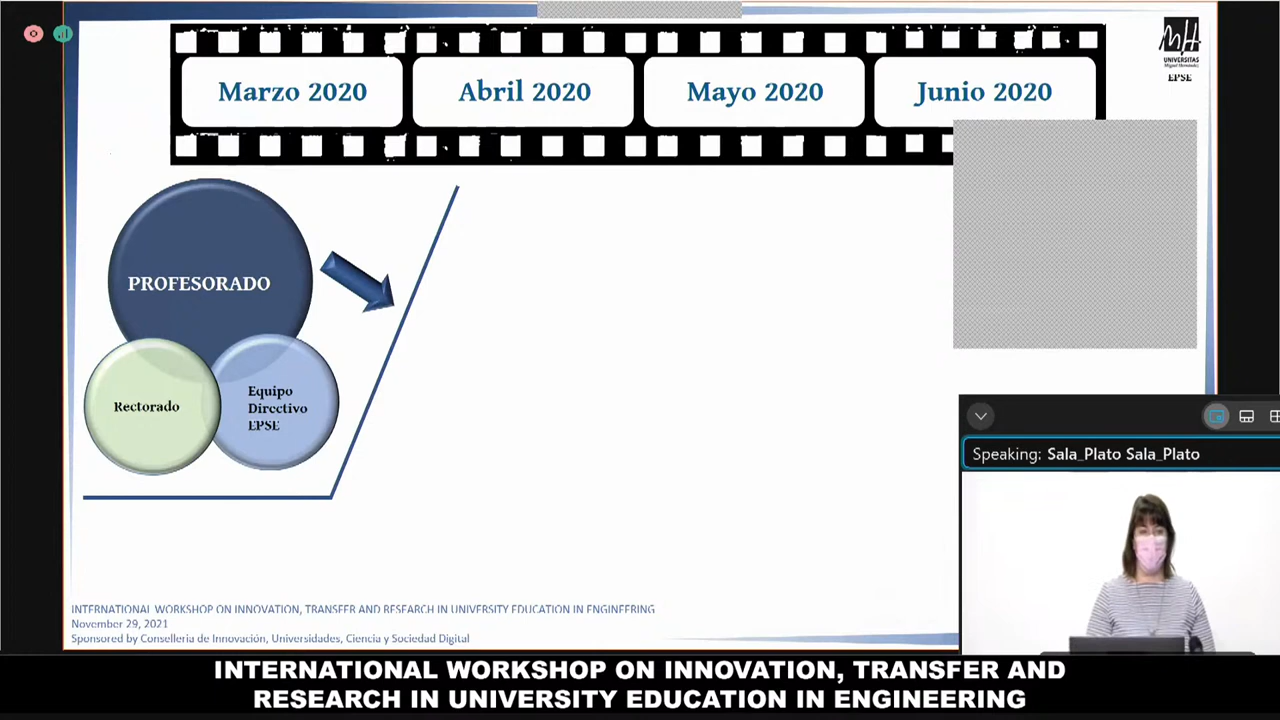 Marzo 2020
Abril 2020
Mayo 2020
Junio 2020
UNIVERSITAS
Miguel Hernández
EPSE
PROFESORADO
Rectorado
Equipo
Directivo
EPSE
Speaking: Sala_Plato Sala_Plato
INTERNATIONAL WORKSHOP ON INNOVATION, TRANSFER AND RESEARCH IN UNIVERSITY EDUCATION IN ENGINEERING
November 29, 2021
Sponsored by Conselleria de Innovación, Universidades, Ciencia y Sociedad Digital
INTERNATIONAL WORKSHOP ON INNOVATION, TRANSFER AND
RESEARCH IN UNIVERSITY EDUCATION IN ENGINEERING